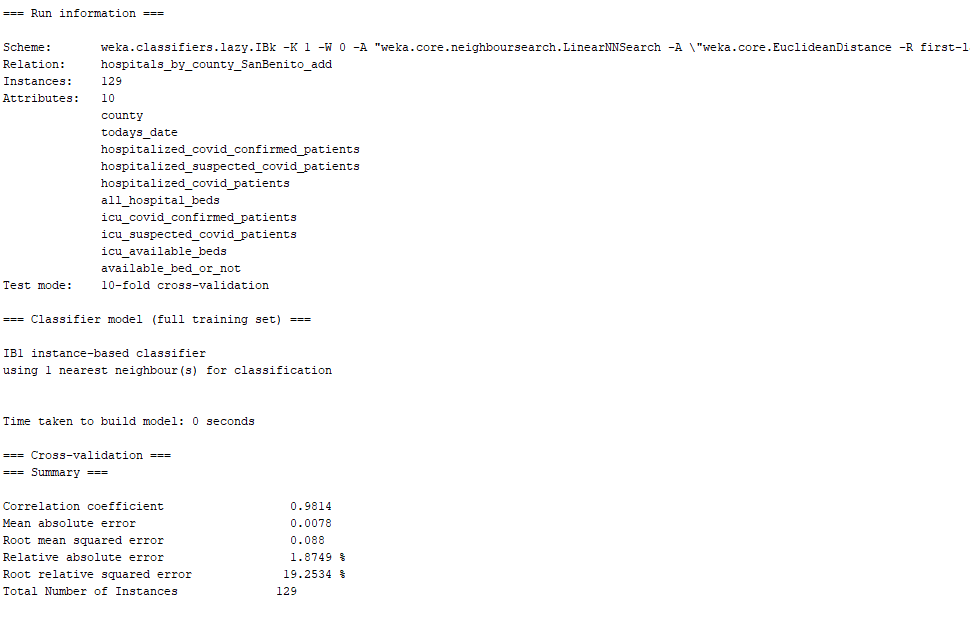 === Run information ===
Scheme: weka.classifiers.lazy.IBk -K 1 -W 0 -A "weka.core.neighboursearch.LinearNNSearch -A \"weka.core.EuclideanDistance -R first-l
Relation: hospitals_by_county_SanBenito_add
Instances: 129
Attributes: 10
county
todays_date
hospitalized_covid_confirmed_patients
hospitalized_suspected_covid_patients
hospitalized_covid_patients
all_hospital_beds
icu_covid_confirmed_patients
icu_suspected_covid_patients
icu_available_beds
available_bed_or_not
Test mode: 10-fold cross-validation
=== Classifier model (full training set) ===
IB1 instance-based classifier
using 1 nearest neighbour(s) for classification
Time taken to build model: 0 seconds
=== Cross-validation ===
=== Summary ===
Correlation coefficient 0.9814
Mean absolute error 0.0078
Root mean squared error 0.088
Relative absolute error 1.8749 %
Root relative squared error 19.2534 %
Total Number of Instances 129